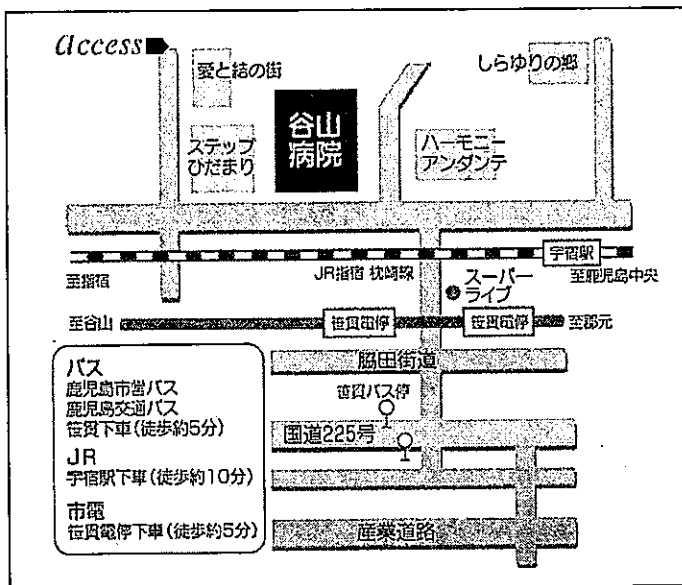 access
愛と結の街
しらゆりの郷
谷山
病院
ステップ
ひだまり
ハーモニー
アンダンテ
宇宿駅
至指宿
JR指宿 枕崎線
スーパー
ライブ
至鹿児島中央
至谷山
笹貫電停
笹貫電停
至郡元
脇田街道
笹貫バス停
国道225号
産業道路
バス
鹿児島市営バス
鹿児島交通バス
笹貫下車(徒歩約5分)
JR
宇宿駅下車(徒歩約10分)
市電
笹貫電停下車(徒歩約5分)